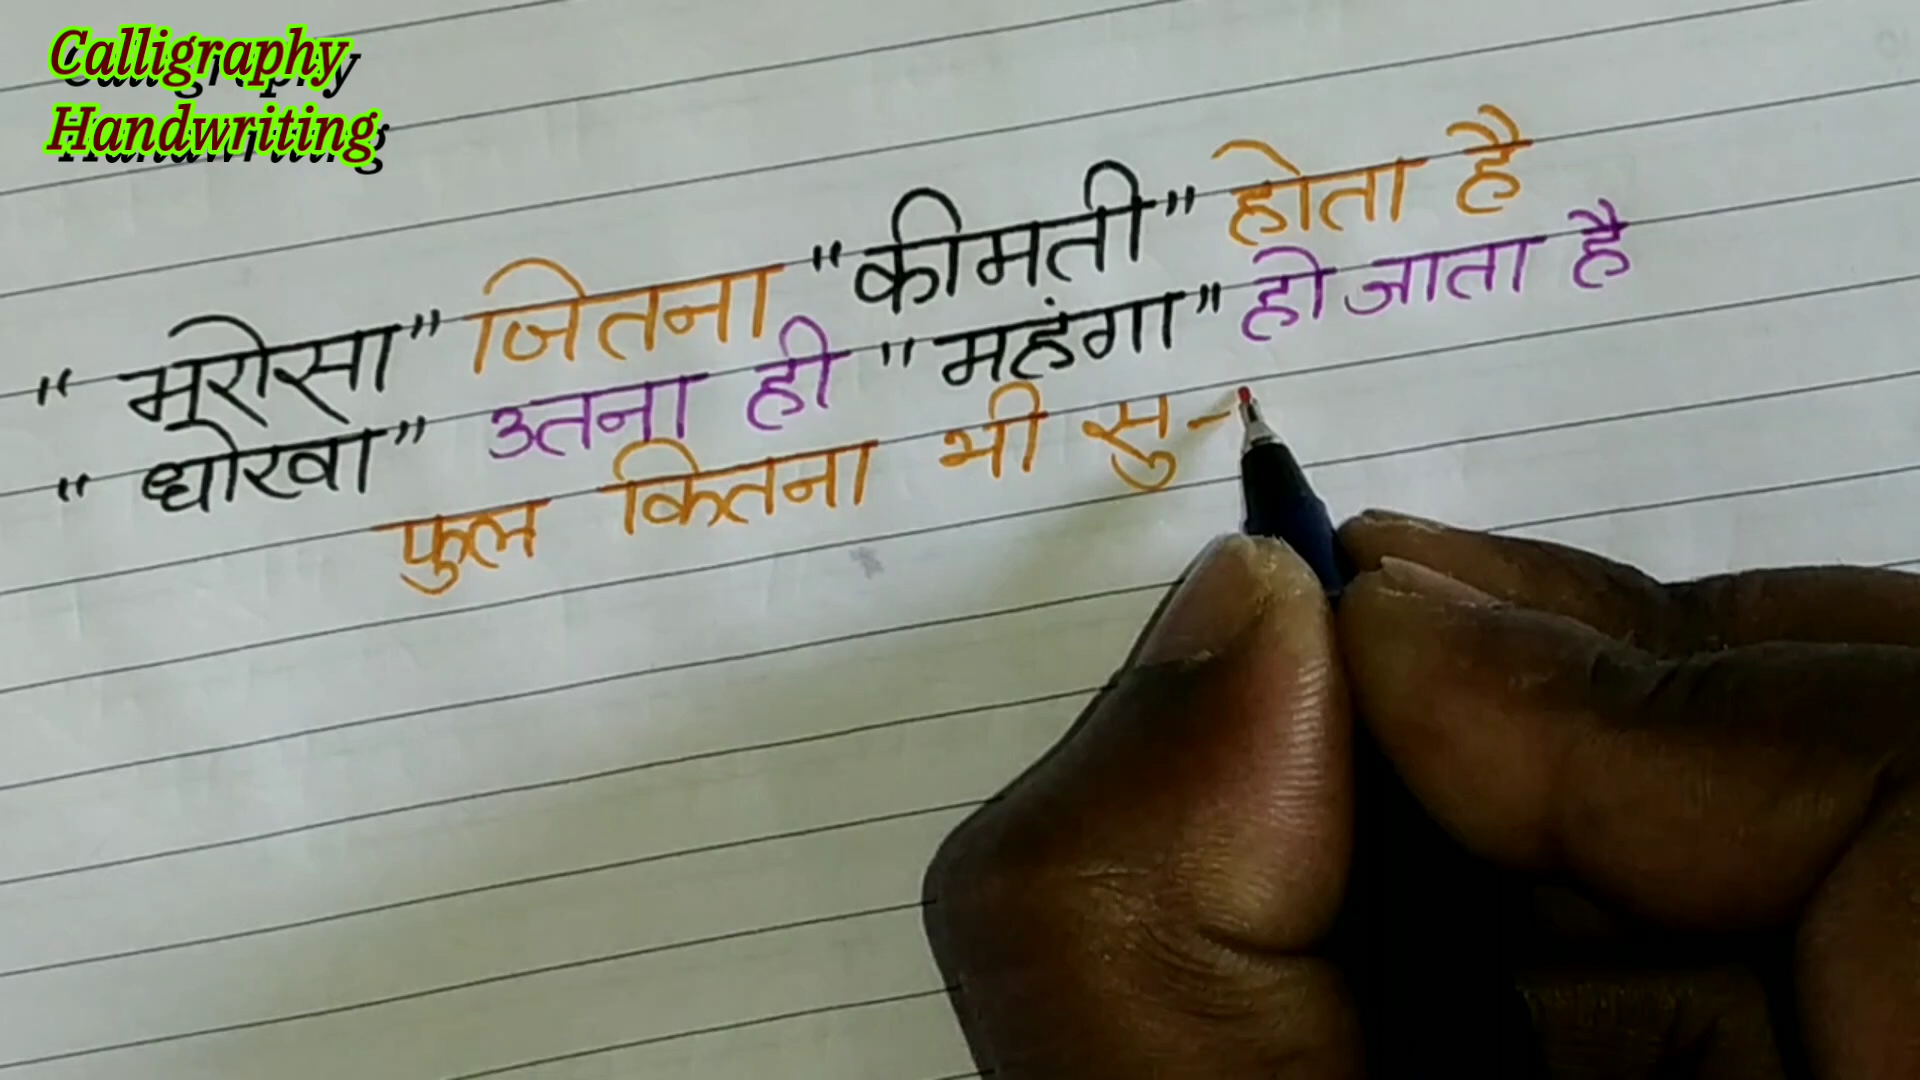 Calligraphy
Handwriting
" भरोसा" जितना "कीमती" होता है
" धोखा" उतना ही "महंगा" हो जाता है
फुल कितना भी सु